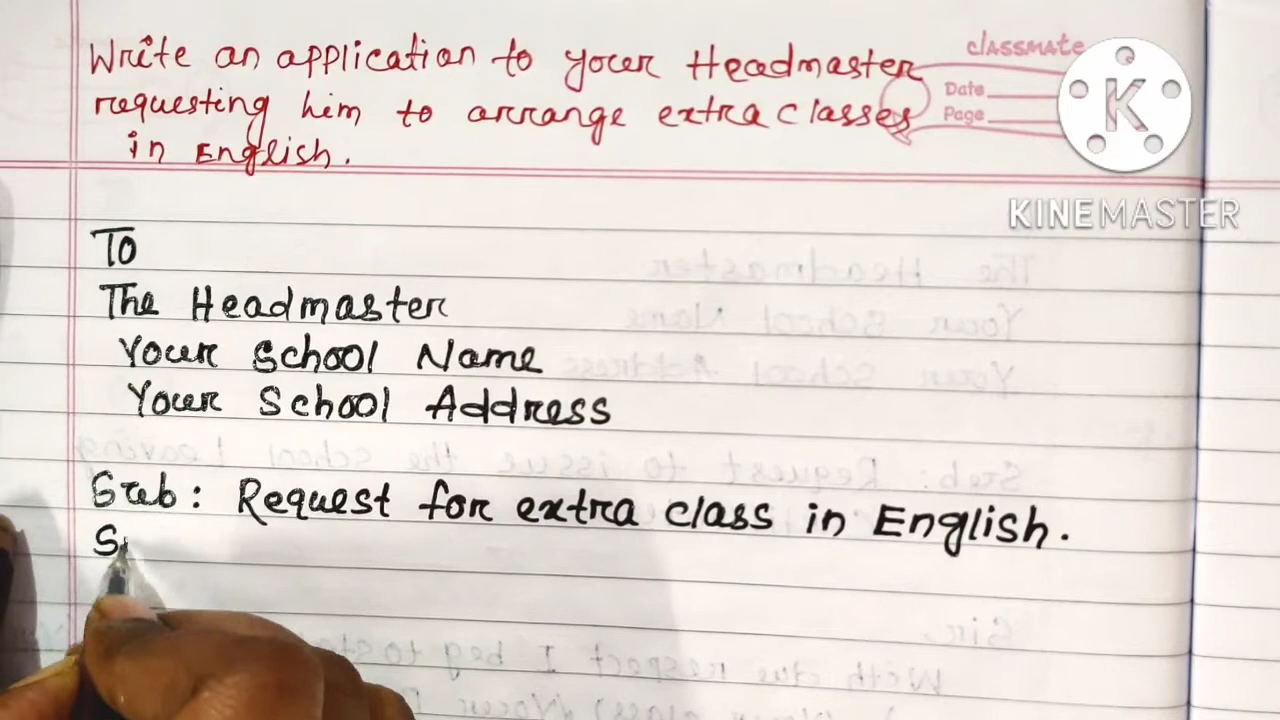 Write an application to your Headmaster
requesting him to arrange extra classes
in English.
classmate
Date
Page
K
KINEMASTER
To
The Headmaster
Your School Name
Your School Address
Sub: Request for extra class in English.
S